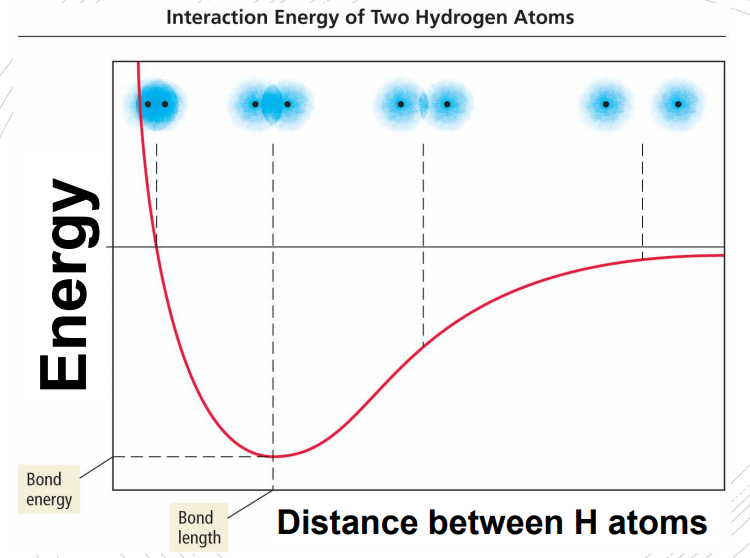 Interaction Energy of Two Hydrogen Atoms
Energy
Bond
energy
Bond
length
Distance between H atoms